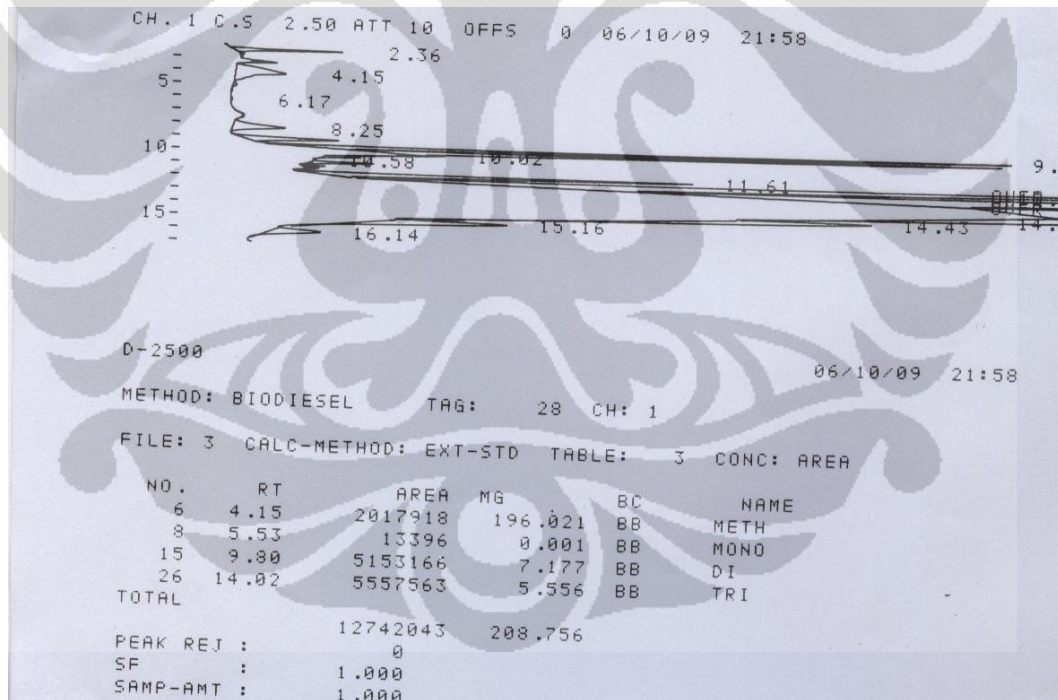 CH. 1 C.S 2.50 ATT 10 OFFS 0 06/10/09 21:58
2.36
5
4.15
6.17
8.25
10
10.58 10.02 9.
11.61
OVER
15
16.14 15.16 14.43 14.
D-2500
06/10/09 21:58
METHOD: BIODIESEL TAG: 28 CH: 1
FILE: 3 CALC-METHOD: EXT-STD TABLE: 3 CONC: AREA
NO. RT AREA MG BC NAME
6 4.15 2017918 196.021 BB METH
8 5.53 13396 0.001 BB MONO
15 9.80 5153166 7.177 BB DI
26 14.02 5557563 5.556 BB TRI
TOTAL
12742043 208.756
PEAK REJ : 0
SF : 1.000
SAMP-AMT : 1.000